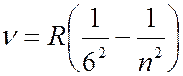 ν = R(1/6² − 1/n²)